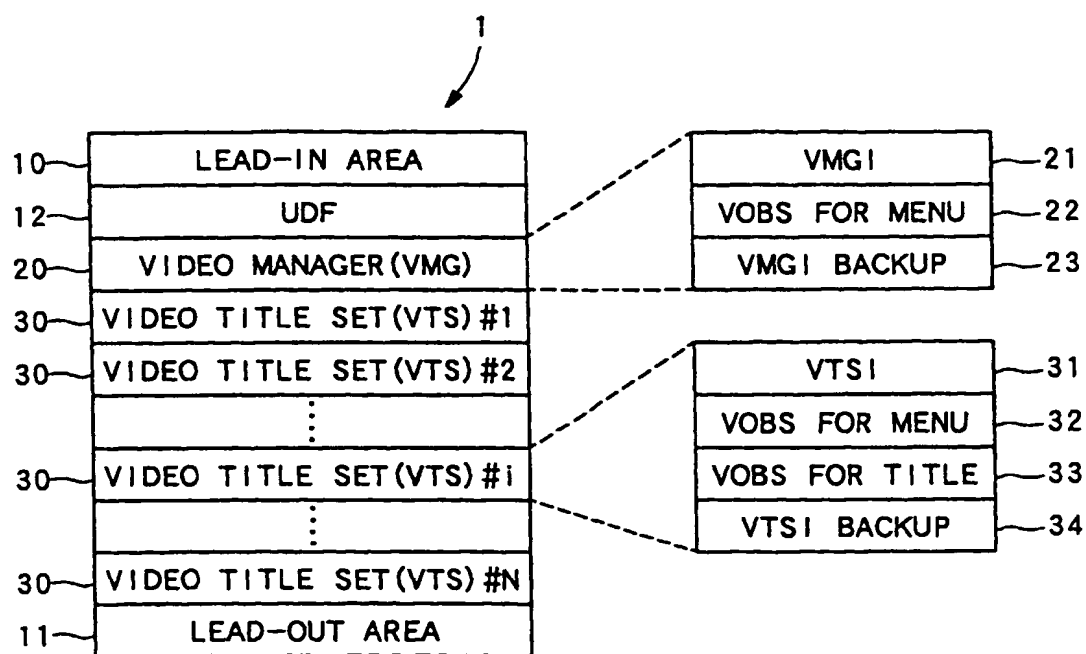 1
10 LEAD-IN AREA
12 UDF
20 VIDEO MANAGER(VMG)
30 VIDEO TITLE SET(VTS)#1
30 VIDEO TITLE SET(VTS)#2
30 VIDEO TITLE SET(VTS)#i
30 VIDEO TITLE SET(VTS)#N
11 LEAD-OUT AREA
VMGI 21
VOBS FOR MENU 22
VMGI BACKUP 23
VTSI 31
VOBS FOR MENU 32
VOBS FOR TITLE 33
VTSI BACKUP 34